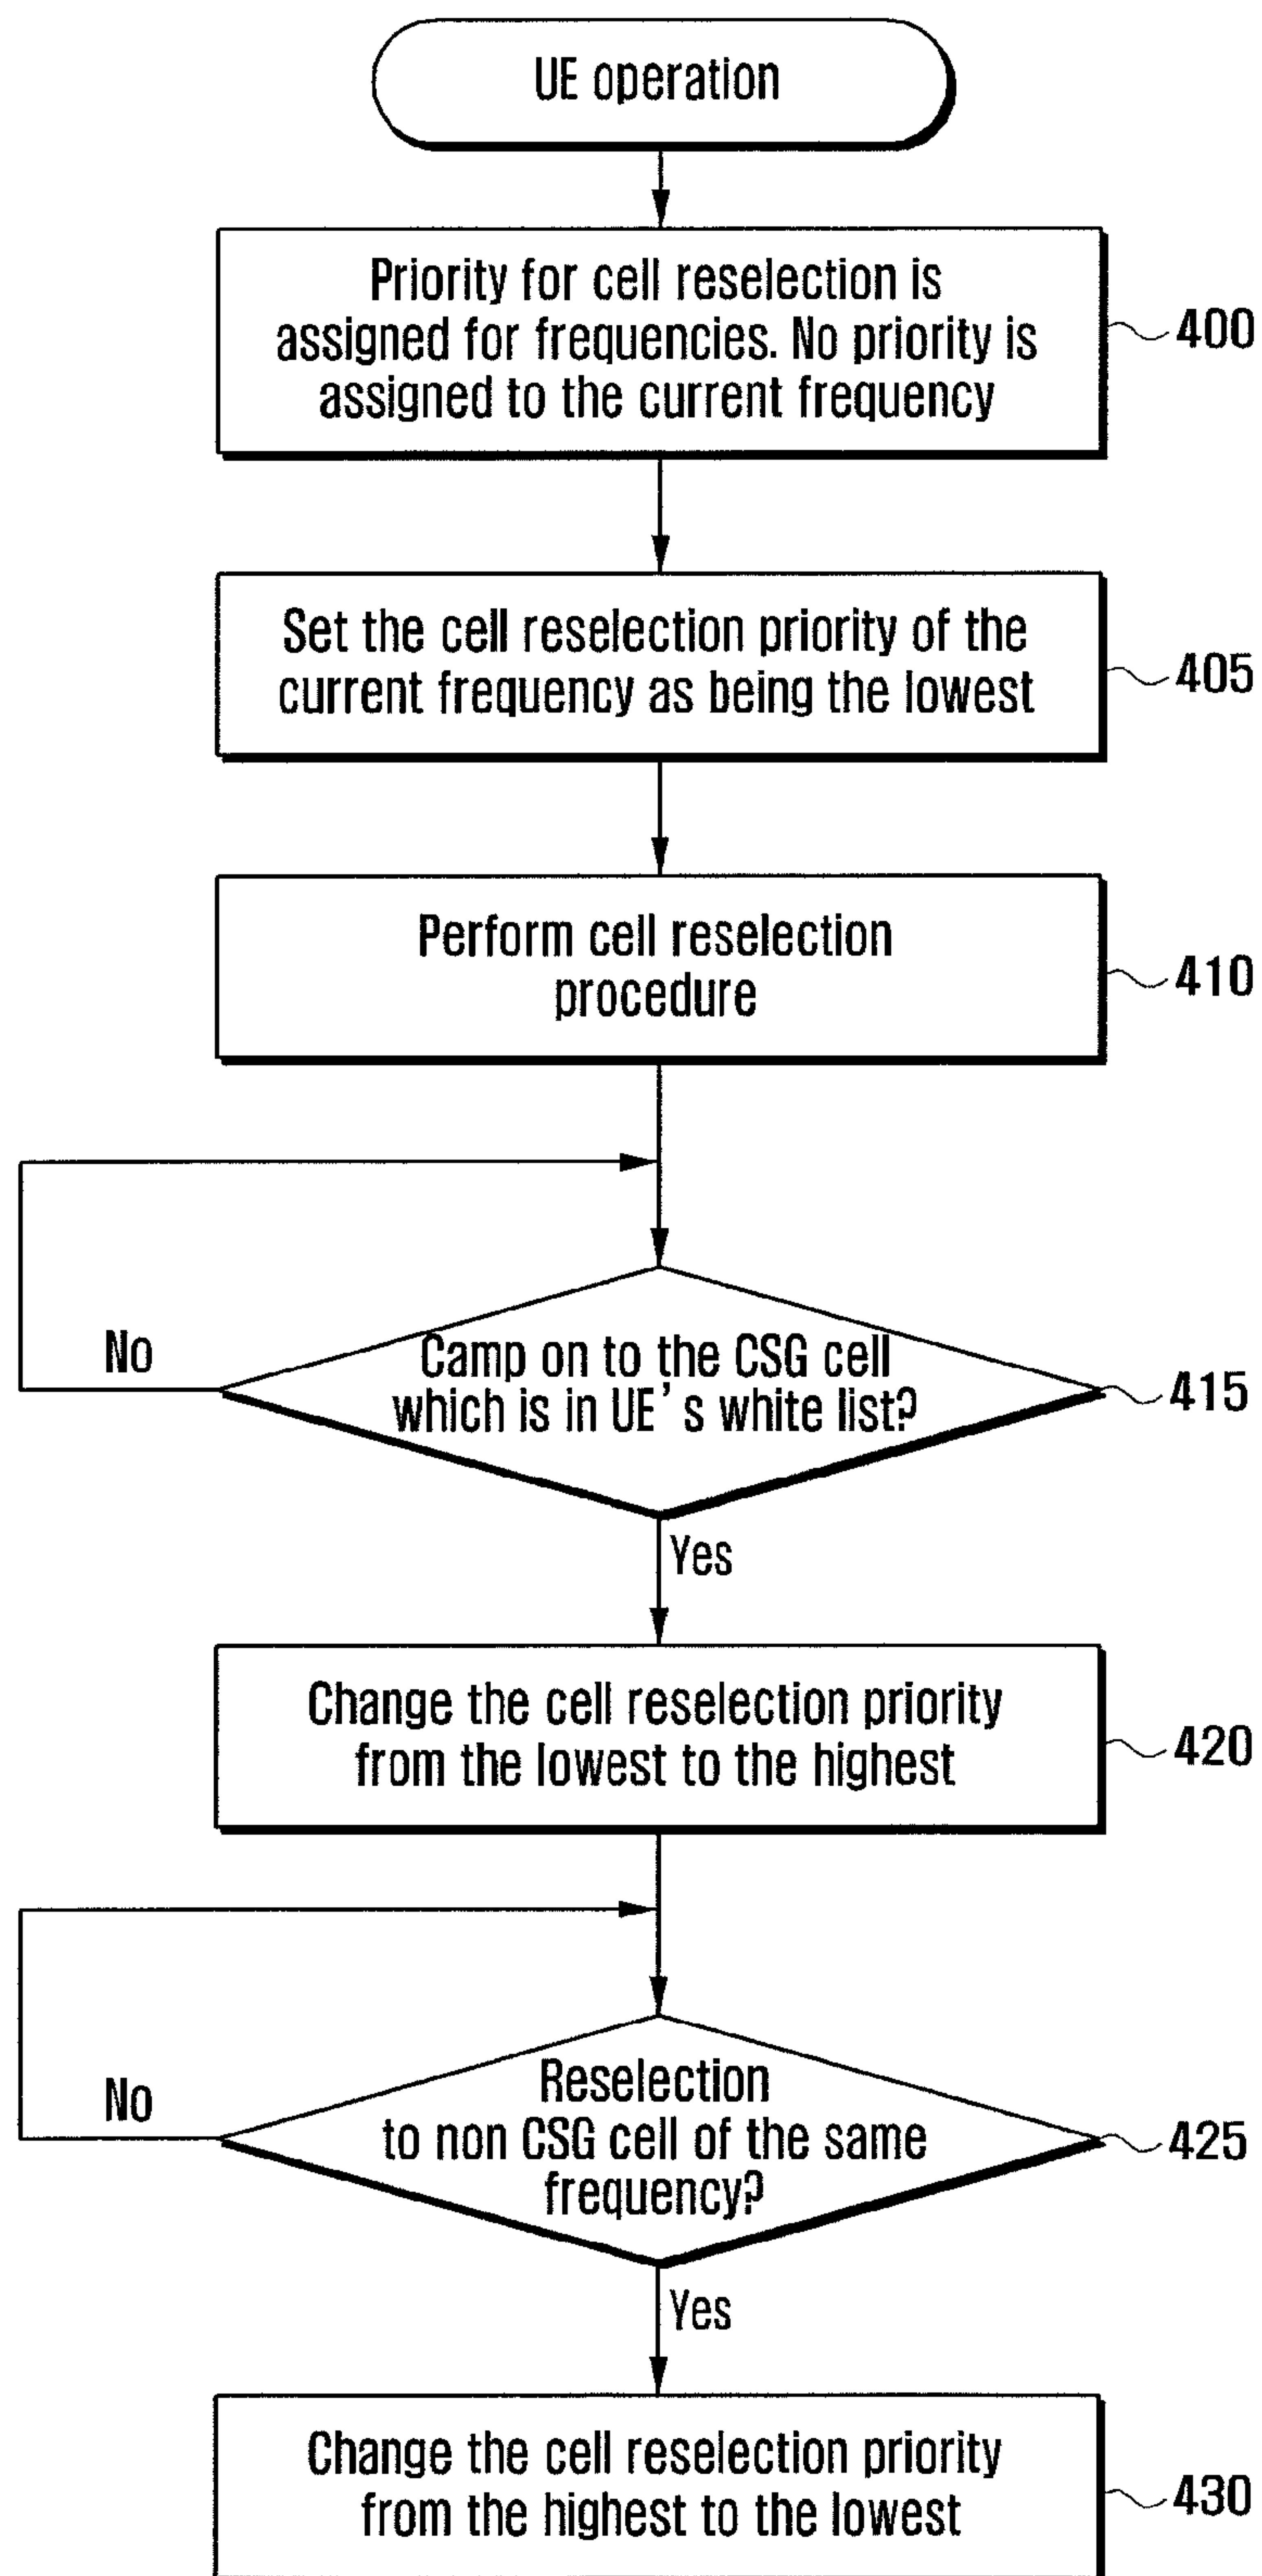 UE operation
Priority for cell reselection is
assigned for frequencies. No priority is
assigned to the current frequency
400
Set the cell reselection priority of the
current frequency as being the lowest
405
Perform cell reselection
procedure
410
No
Camp on to the CSG cell
which is in UE's white list?
415
Yes
Change the cell reselection priority
from the lowest to the highest
420
No
Reselection
to non CSG cell of the same
frequency?
425
Yes
Change the cell reselection priority
from the highest to the lowest
430